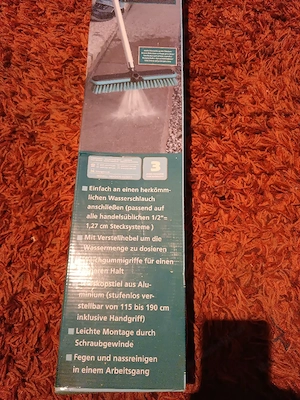 3
Einfach an einen herkömm-
lichen Wasserschlauch
anschließen (passend auf
alle handelsüblichen 1/2"=
1,27 cm Stecksysteme )
Mit Verstellhebel um die
Wassermenge zu dosieren
für einen
Halt
aus Alu-
minium (stufenlos ver-
stellbar von 115 bis 190 cm
inklusive Handgriff)
Leichte Montage durch
Schraubgewinde
Fegen und nassreinigen
in einem Arbeitsgang